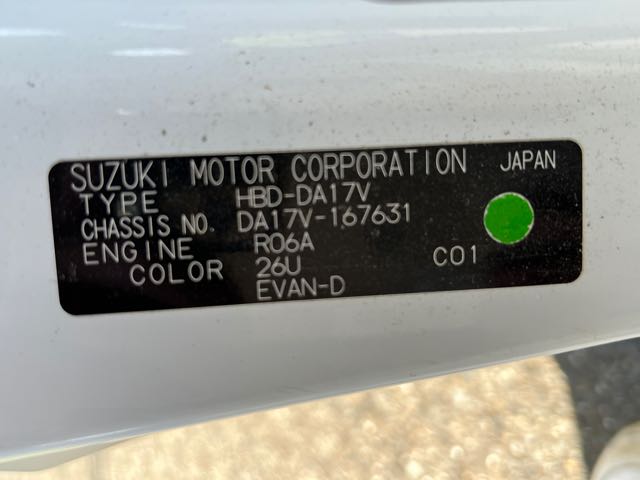 SUZUKI MOTOR CORPORATION JAPAN
TYPE HBD-DA17V
CHASSIS NO. DA17V-167631
ENGINE R06A
COLOR 26U C01
EVAN-D